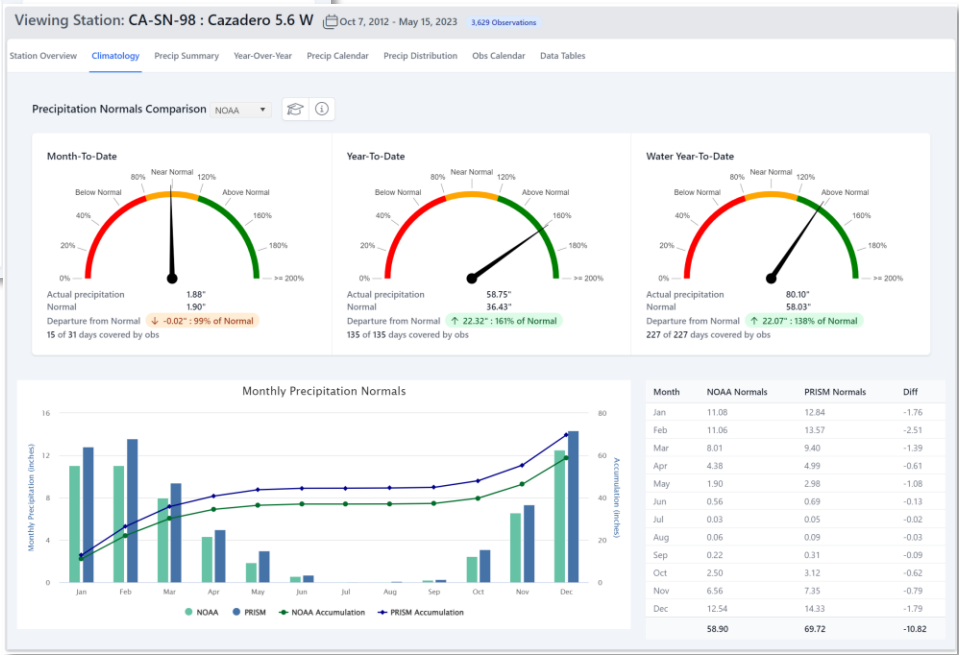 Viewing Station: CA-SN-98 : Cazadero 5.6 W Oct 7, 2012 - May 15, 2023 3,629 Observations
Station Overview Climatology Precip Summary Year-Over-Year Precip Calendar Precip Distribution Obs Calendar Data Tables
Precipitation Normals Comparison NOAA
Month-To-Date
Near Normal
80% 120%
Below Normal Above Normal
40% 160%
20% 180%
0% >= 200%
Actual precipitation 1.88"
Normal 1.90"
Departure from Normal ↓ -0.02" : 99% of Normal
15 of 31 days covered by obs
Year-To-Date
Near Normal
80% 120%
Below Normal Above Normal
40% 160%
20% 180%
0% >= 200%
Actual precipitation 58.75"
Normal 36.43"
Departure from Normal ↑ 22.32" : 161% of Normal
135 of 135 days covered by obs
Water Year-To-Date
Near Normal
80% 120%
Below Normal Above Normal
40% 160%
20% 180%
0% >= 200%
Actual precipitation 80.10"
Normal 58.03"
Departure from Normal ↑ 22.07" : 138% of Normal
227 of 227 days covered by obs
Monthly Precipitation Normals
Monthly Precipitation (inches)
16
12
8
4
0
80
60
40
20
0
Accumulation (inches)
Jan Feb Mar Apr May Jun Jul Aug Sep Oct Nov Dec
NOAA PRISM NOAA Accumulation PRISM Accumulation
Month NOAA Normals PRISM Normals Diff
Jan 11.08 12.84 -1.76
Feb 11.06 13.57 -2.51
Mar 8.01 9.40 -1.39
Apr 4.38 4.99 -0.61
May 1.90 2.98 -1.08
Jun 0.56 0.69 -0.13
Jul 0.03 0.05 -0.02
Aug 0.06 0.09 -0.03
Sep 0.22 0.31 -0.09
Oct 2.50 3.12 -0.62
Nov 6.56 7.35 -0.79
Dec 12.54 14.33 -1.79
58.90 69.72 -10.82